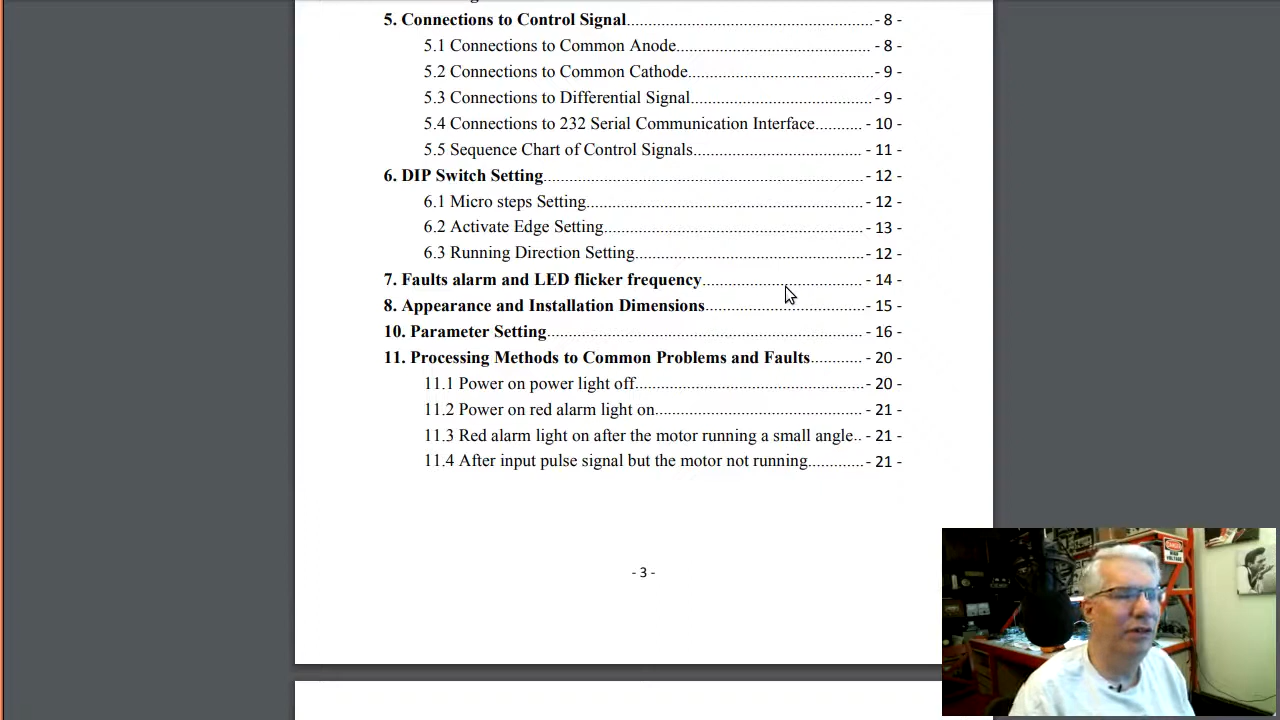 5. Connections to Control Signal - 8 -
5.1 Connections to Common Anode - 8 -
5.2 Connections to Common Cathode - 9 -
5.3 Connections to Differential Signal - 9 -
5.4 Connections to 232 Serial Communication Interface - 10 -
5.5 Sequence Chart of Control Signals - 11 -
6. DIP Switch Setting - 12 -
6.1 Micro steps Setting - 12 -
6.2 Activate Edge Setting - 13 -
6.3 Running Direction Setting - 12 -
7. Faults alarm and LED flicker frequency - 14 -
8. Appearance and Installation Dimensions - 15 -
10. Parameter Setting - 16 -
11. Processing Methods to Common Problems and Faults - 20 -
11.1 Power on power light off - 20 -
11.2 Power on red alarm light on - 21 -
11.3 Red alarm light on after the motor running a small angle.. - 21 -
11.4 After input pulse signal but the motor not running - 21 -
- 3 -
DANGER
HIGH
VOLTAGE